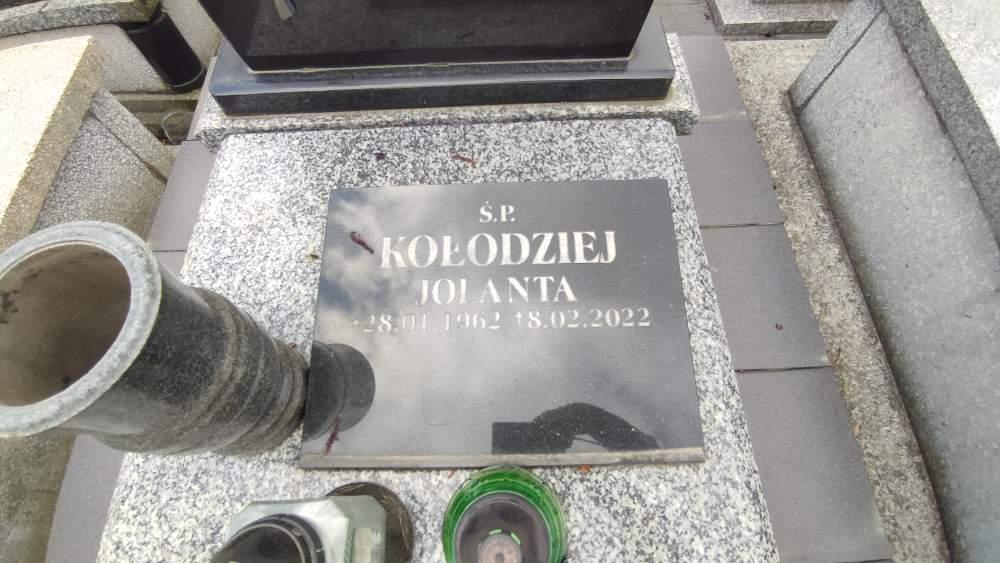 Ś.P.
KOŁODZIEJ
JOLANTA
*28.01.1962 †8.02.2022